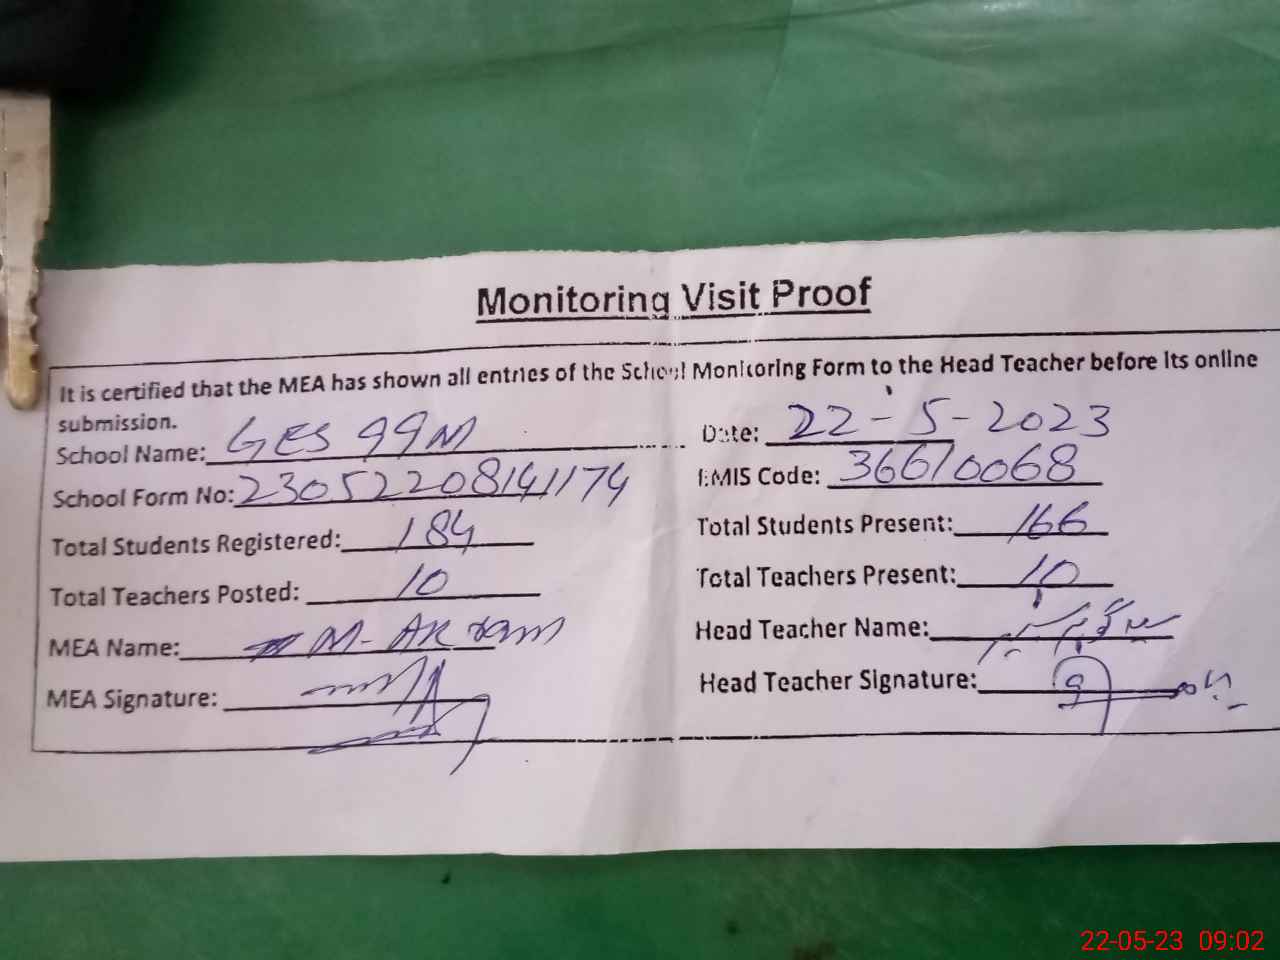 Monitoring Visit Proof
It is certified that the MEA has shown all entries of the School Monitoring Form to the Head Teacher before its online
submission.
School Name: GES 99M Date: 22-5-2023
School Form No: 230522208141174 EMIS Code: 36610068
Total Students Registered: 184 Total Students Present: 166
Total Teachers Posted: 10 Total Teachers Present: 10
MEA Name: M-AKram Head Teacher Name:
MEA Signature: Head Teacher Signature:
22-05-23 09:02